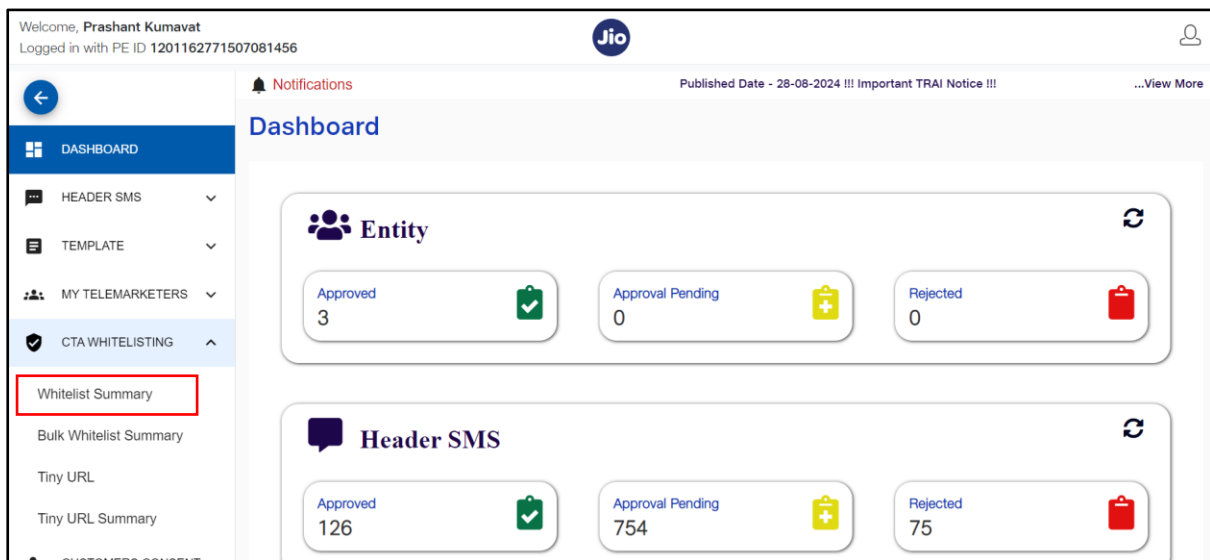 Welcome, Prashant Kumavat
Logged in with PE ID 1201162771507081456
Jio
Notifications
Published Date - 28-08-2024 !!! Important TRAI Notice !!!
...View More
Dashboard
DASHBOARD
HEADER SMS
TEMPLATE
MY TELEMARKETERS
CTA WHITELISTING
Whitelist Summary
Bulk Whitelist Summary
Tiny URL
Tiny URL Summary
CUSTOMERS CONSENT
Entity
Approved
3
Approval Pending
0
Rejected
0
Header SMS
Approved
126
Approval Pending
754
Rejected
75